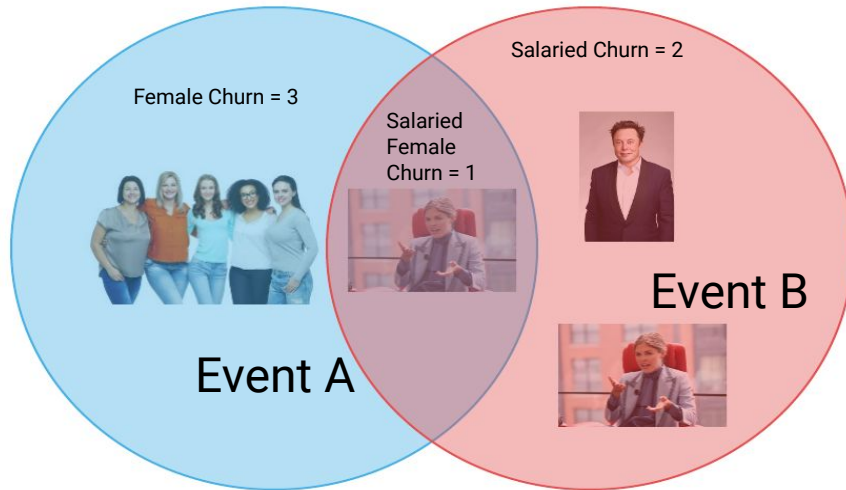 Salaried Churn = 2
Female Churn = 3
Salaried
Female
Churn = 1
Event B
Event A